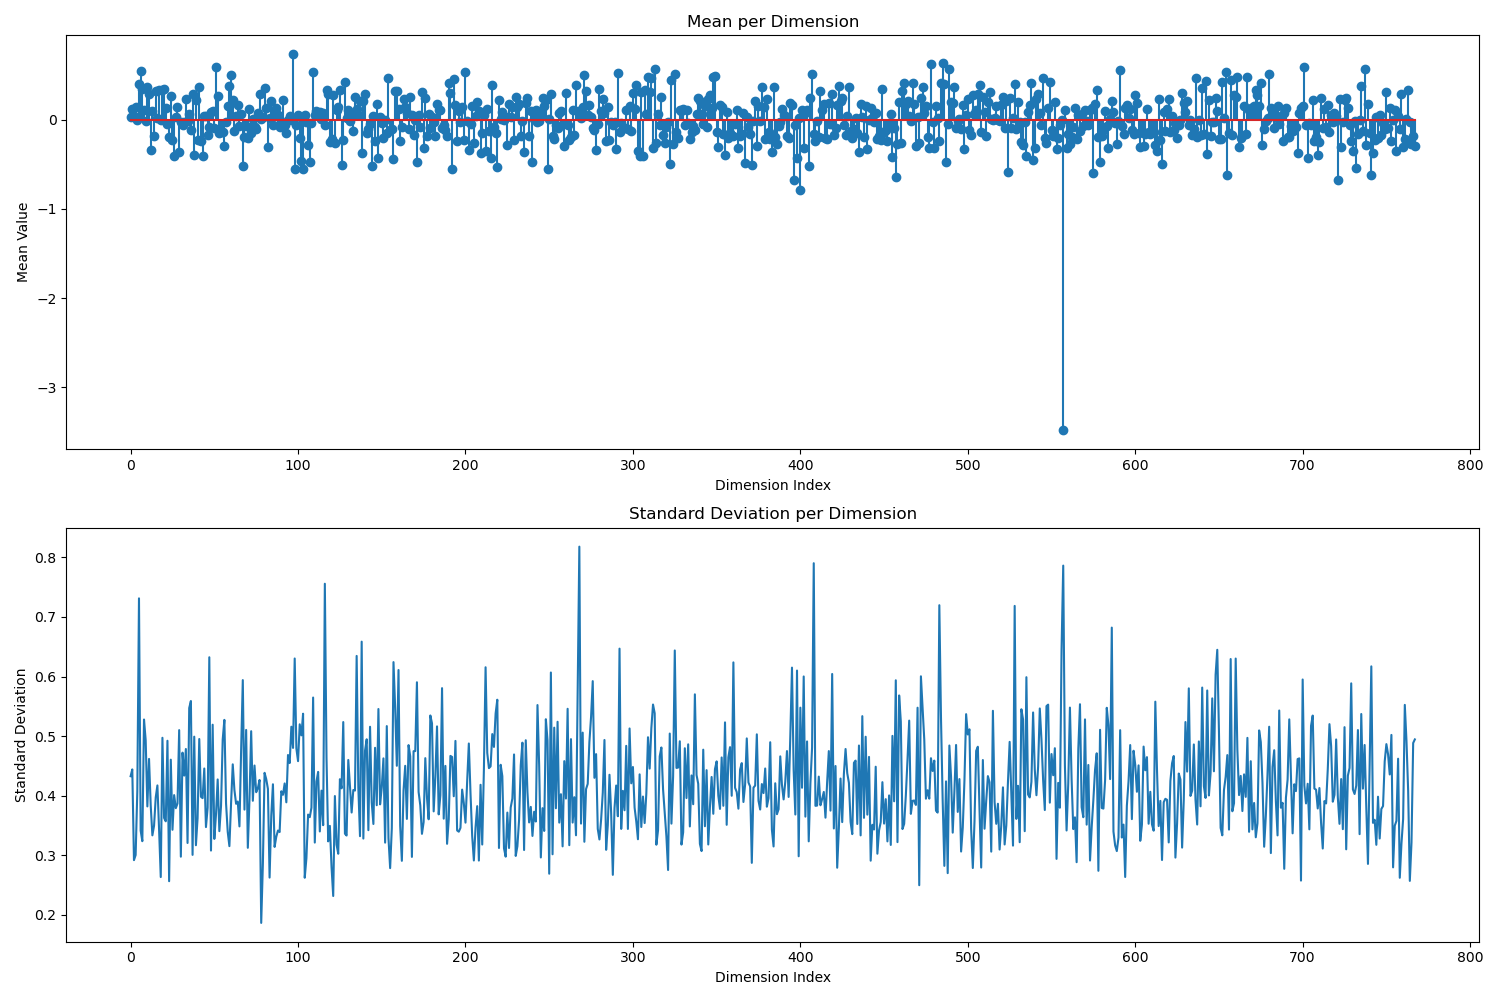 Mean per Dimension
Mean Value
0
−1
−2
−3
0 100 200 300 400 500 600 700 800
Dimension Index
Standard Deviation per Dimension
Standard Deviation
0.8
0.7
0.6
0.5
0.4
0.3
0.2
0 100 200 300 400 500 600 700 800
Dimension Index